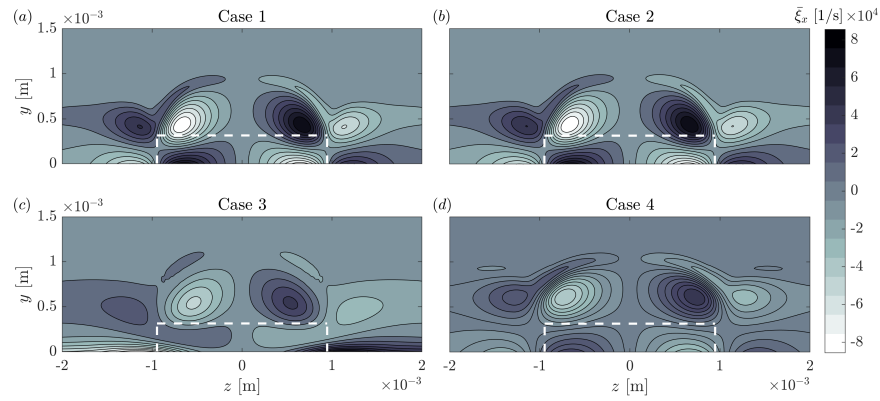 (a) ×10⁻³ Case 1 (b) Case 2 ξ̄ₓ [1/s] ×10⁴
1.5
1
0.5
0
y [m]
8
6
4
2
0
-2
-4
-6
-8
(c) ×10⁻³ Case 3 (d) Case 4
1.5
1
0.5
0
y [m]
-2 -1 0 1 2 -1 0 1 2
z [m] ×10⁻³ z [m] ×10⁻³